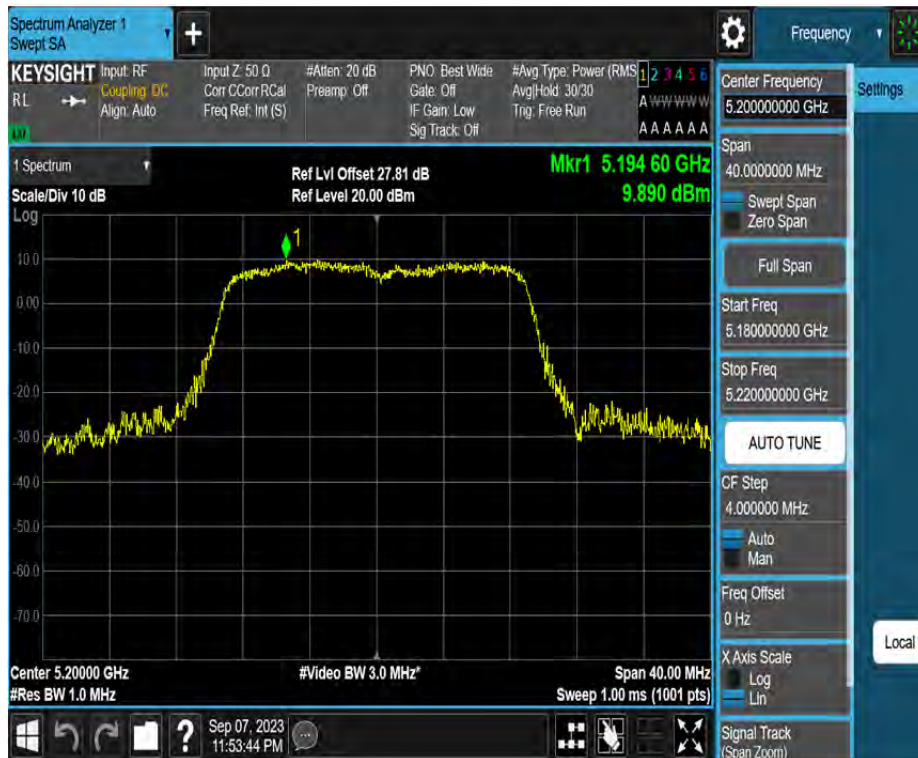 Spectrum Analyzer 1
Swept SA
+
Frequency
KEYSIGHT
RL
Input: RF
Coupling: DC
Align: Auto
Input Z: 50 Ω
Corr CCorr RCal
Freq Ref: Int (S)
#Atten: 20 dB
Preamp: Off
PNO: Best Wide
Gate: Off
IF Gain: Low
Sig Track: Off
#Avg Type: Power (RMS
Avg|Hold: 30/30
Trig: Free Run
1 2 3 4 5 6
A W W W W W
A A A A A A
1 Spectrum
Scale/Div 10 dB
Log
Ref Lvl Offset 27.81 dB
Ref Level 20.00 dBm
Mkr1 5.194 60 GHz
9.890 dBm
1
10.0
0.00
-10.0
-20.0
-30.0
-40.0
-50.0
-60.0
-70.0
Center 5.20000 GHz
#Res BW 1.0 MHz
#Video BW 3.0 MHz*
Span 40.00 MHz
Sweep 1.00 ms (1001 pts)
Sep 07, 2023
11:53:44 PM
?
Center Frequency
5.200000000 GHz
Span
40.0000000 MHz
Swept Span
Zero Span
Full Span
Start Freq
5.180000000 GHz
Stop Freq
5.220000000 GHz
AUTO TUNE
CF Step
4.000000 MHz
Auto
Man
Freq Offset
0 Hz
X Axis Scale
Log
Lin
Signal Track
(Span Zoom)
Settings
Local